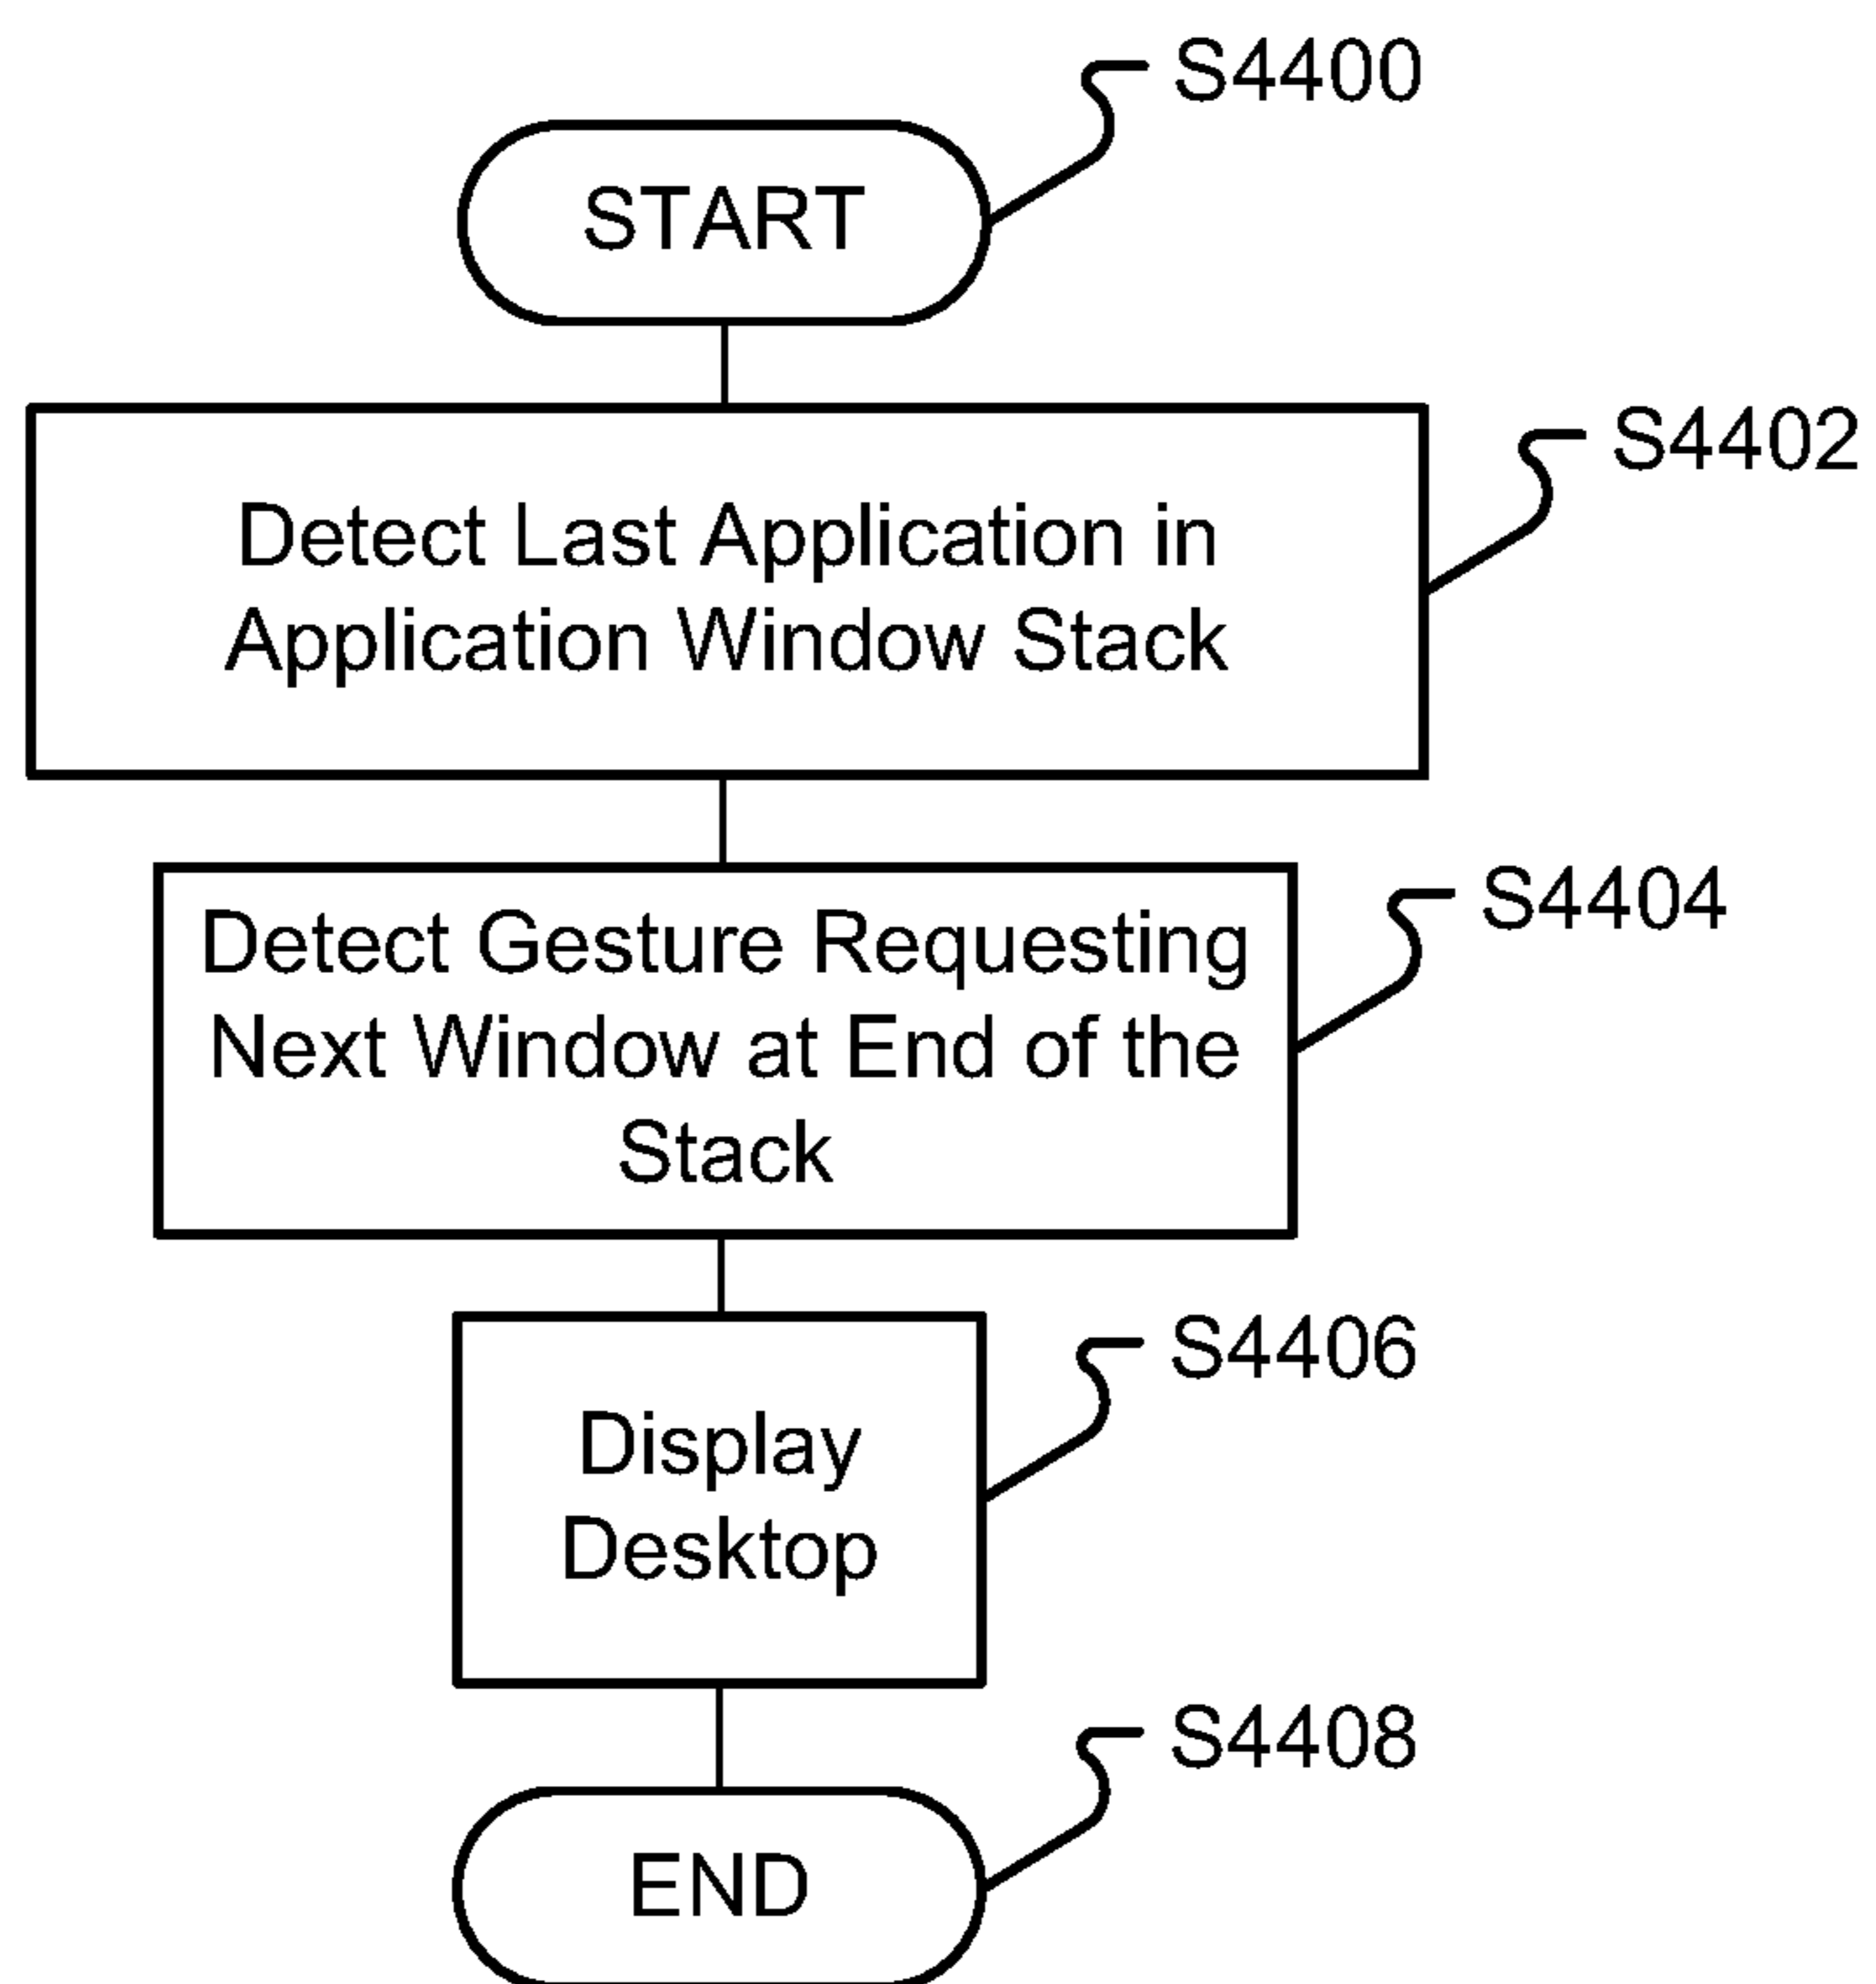 S4400
START
S4402
Detect Last Application in
Application Window Stack
S4404
Detect Gesture Requesting
Next Window at End of the
Stack
S4406
Display
Desktop
S4408
END